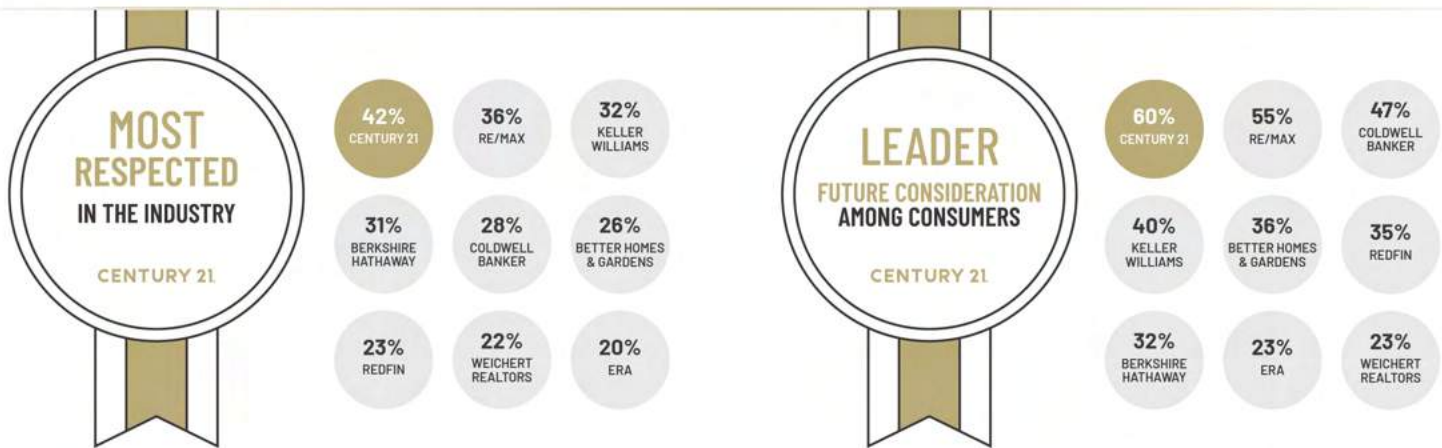 MOST
RESPECTED
IN THE INDUSTRY
CENTURY 21.
42%
CENTURY 21
36%
RE/MAX
32%
KELLER
WILLIAMS
31%
BERKSHIRE
HATHAWAY
28%
COLDWELL
BANKER
26%
BETTER HOMES
& GARDENS
23%
REDFIN
22%
WEICHERT
REALTORS
20%
ERA
LEADER
FUTURE CONSIDERATION
AMONG CONSUMERS
CENTURY 21.
60%
CENTURY 21
55%
RE/MAX
47%
COLDWELL
BANKER
40%
KELLER
WILLIAMS
36%
BETTER HOMES
& GARDENS
35%
REDFIN
32%
BERKSHIRE
HATHAWAY
23%
ERA
23%
WEICHERT
REALTORS